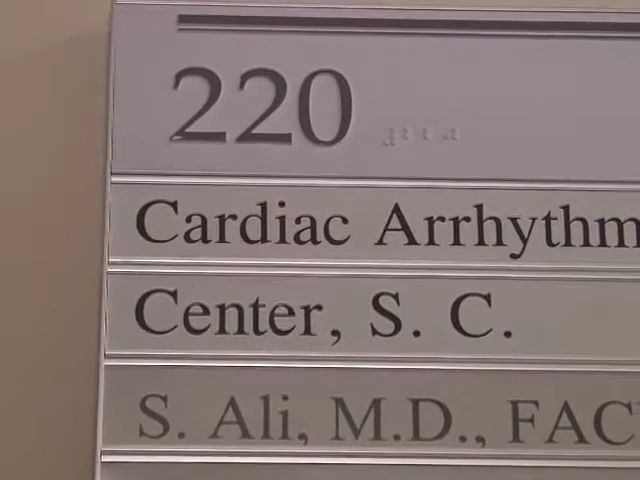 220
Cardiac Arrhythm
Center, S. C.
S. Ali, M.D., FAC